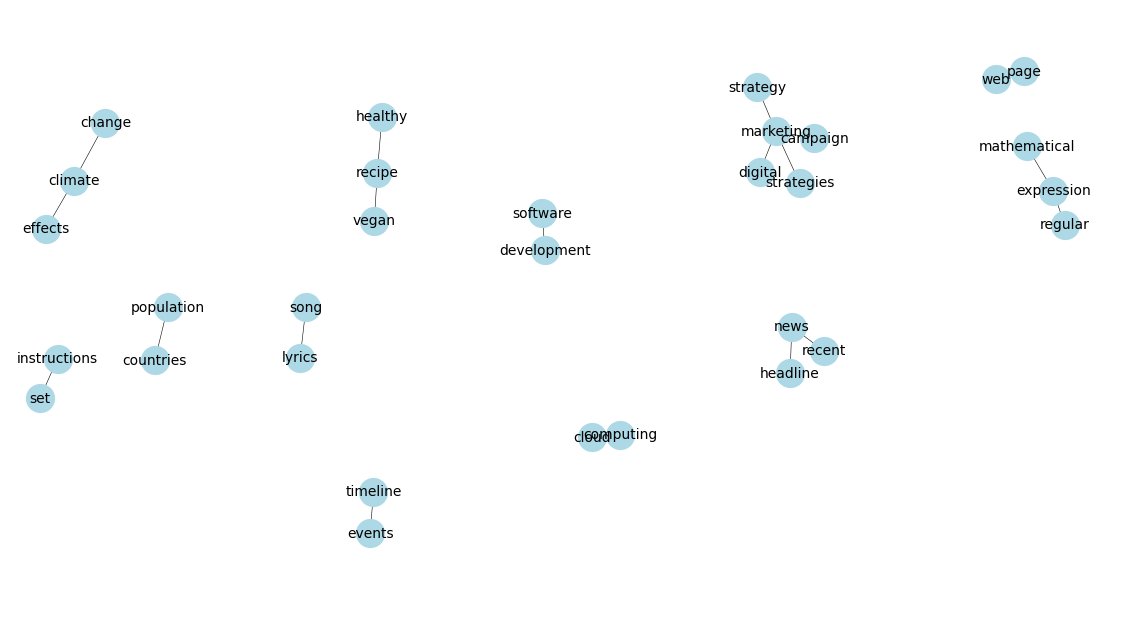 page
web
strategy
healthy
change
marketing
campaign
mathematical
recipe
digital
climate
strategies
expression
software
vegan
regular
effects
development
population
song
news
recent
instructions
lyrics
countries
headline
set
computing
cloud
timeline
events